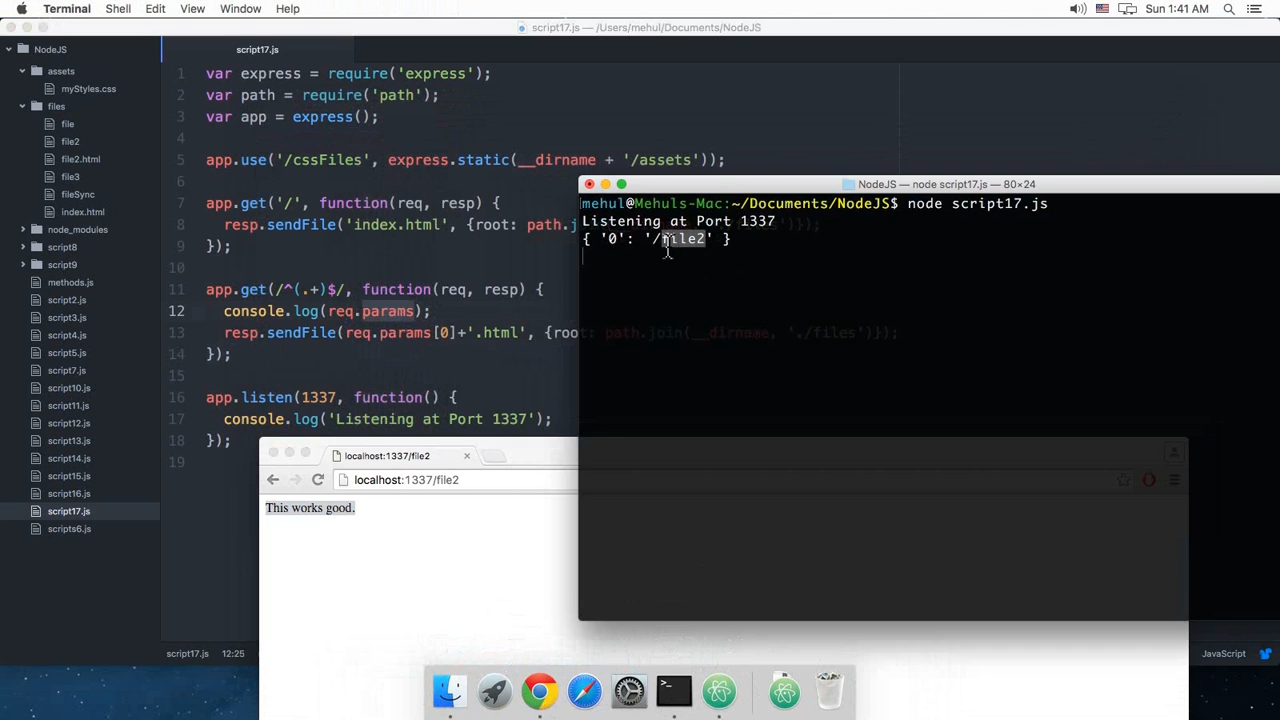 Terminal Shell Edit View Window Help Sun 1:41 AM
script17.js — /Users/mehul/Documents/NodeJS
NodeJS
assets
myStyles.css
files
file
file2
file2.html
file3
fileSync
index.html
node_modules
script8
script9
methods.js
script2.js
script3.js
script4.js
script5.js
script7.js
script10.js
script11.js
script12.js
script13.js
script14.js
script15.js
script16.js
script17.js
scripts6.js
script17.js
1 var express = require('express');
2 var path = require('path');
3 var app = express();
4
5 app.use('/cssFiles', express.static(__dirname + '/assets'));
6
7 app.get('/', function(req, resp) {
8 resp.sendFile('index.html', {root: path.j
9 });
10
11 app.get(/^(.+)$/, function(req, resp) {
12 console.log(req.params);
13 resp.sendFile(req.params[0]+'.html', {root: path.join(__dirname, './files')});
14 });
15
16 app.listen(1337, function() {
17 console.log('Listening at Port 1337');
18 });
19
NodeJS — node script17.js — 80×24
mehul@Mehuls-Mac:~/Documents/NodeJS$ node script17.js
Listening at Port 1337
{ '0': '/file2' }
localhost:1337/file2
localhost:1337/file2
This works good.
script17.js 12:25 JavaScript